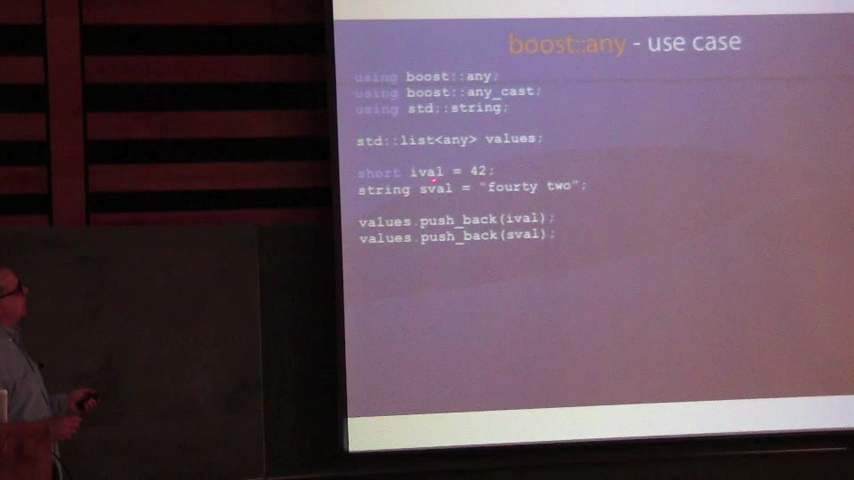 boost::any - use case
using boost::any;
using boost::any_cast;
using std::string;
std::list<any> values;
short ival = 42;
string sval = "fourty two";
values.push_back(ival);
values.push_back(sval);